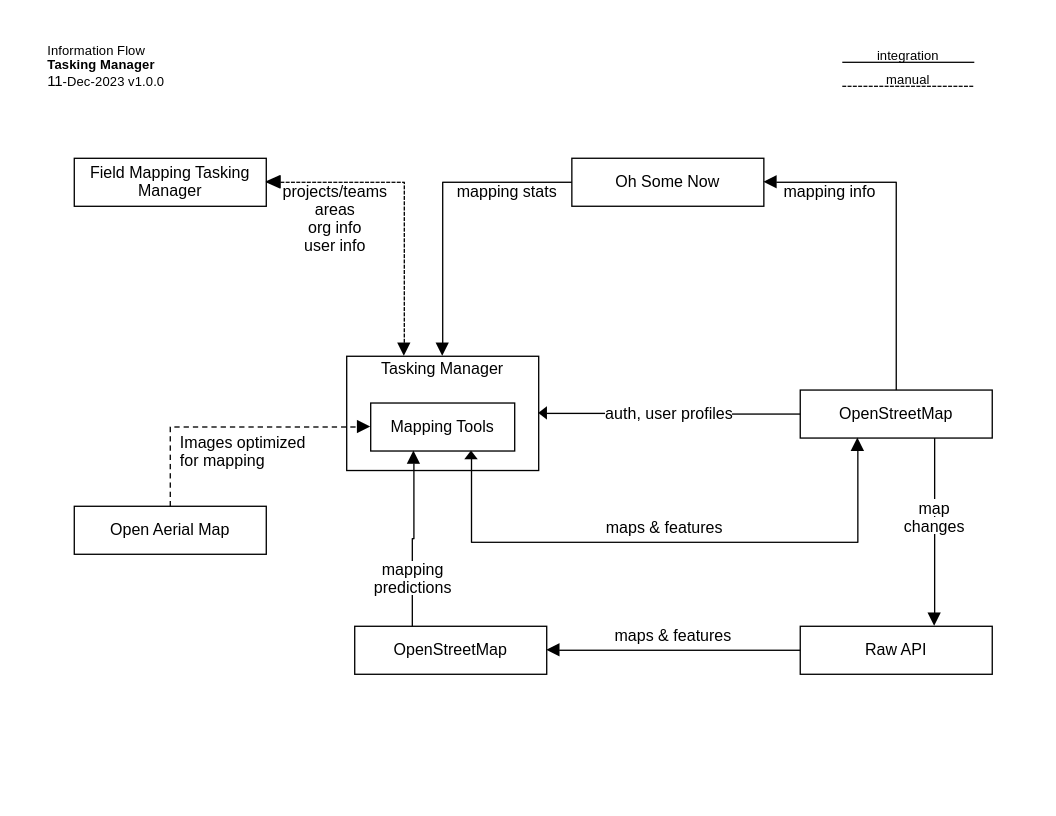 Information Flow
Tasking Manager
11-Dec-2023 v1.0.0
integration
manual
Field Mapping Tasking
Manager
projects/teams
areas
org info
user info
mapping stats
Oh Some Now
mapping info
Tasking Manager
Mapping Tools
auth, user profiles
OpenStreetMap
Images optimized
for mapping
Open Aerial Map
maps & features
map
changes
mapping
predictions
OpenStreetMap
maps & features
Raw API